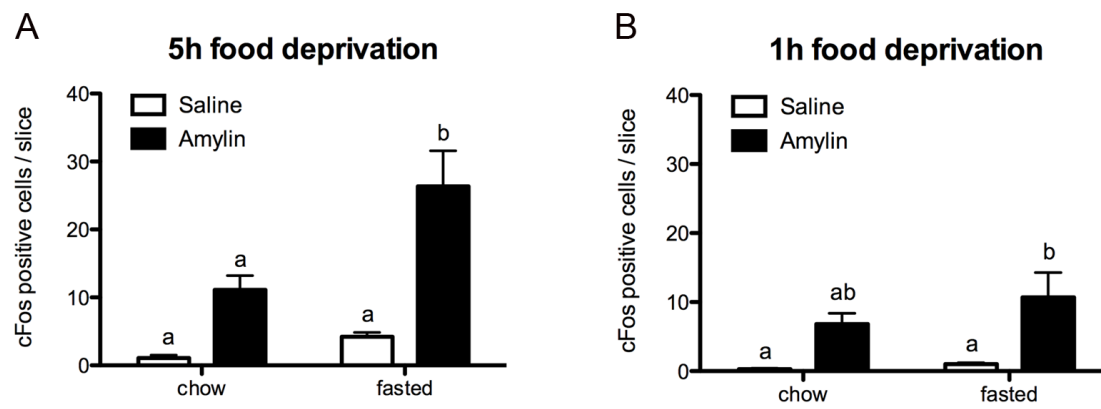 A
5h food deprivation
cFos positive cells / slice
40
30
20
10
0
Saline
Amylin
a
a
a
b
chow
fasted
B
1h food deprivation
cFos positive cells / slice
40
30
20
10
0
Saline
Amylin
a
ab
a
b
chow
fasted